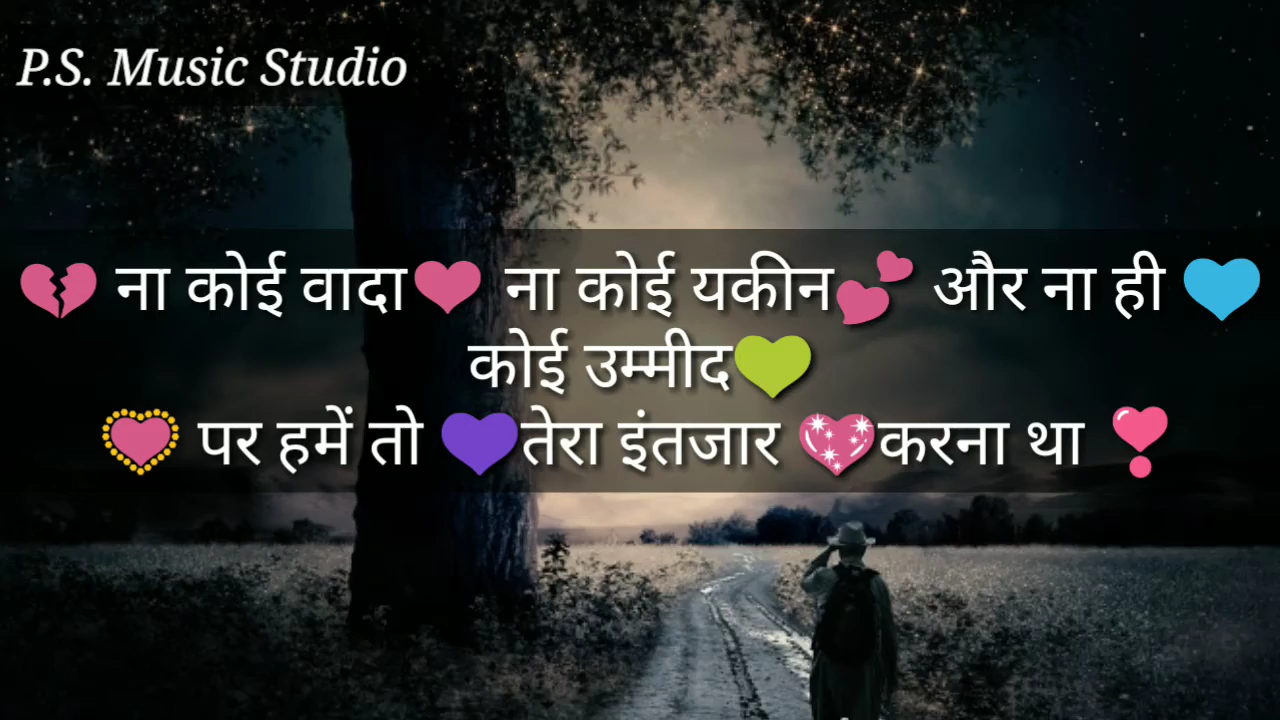 P.S. Music Studio
💔 ना कोई वादा❤ ना कोई यकीन💕 और ना ही 💙
कोई उम्मीद💚
💟 पर हमें तो 💜तेरा इंतजार 💖करना था ❣